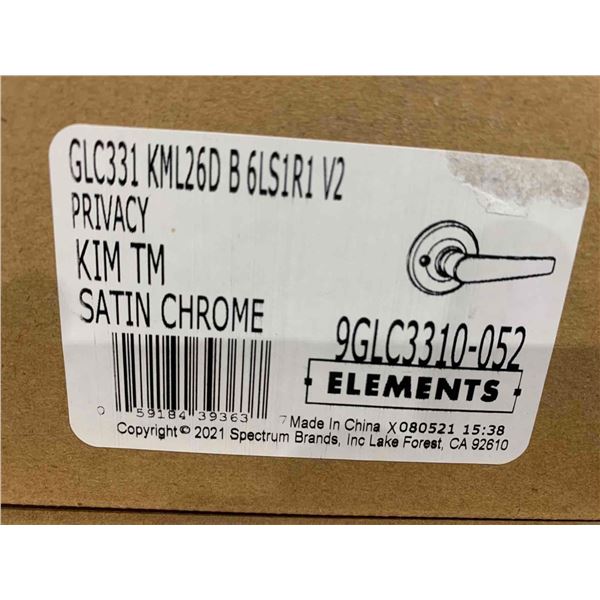 GLC331 KML26D B 6LS1R1 V2
PRIVACY
KIM TM
SATIN CHROME
9GLC3310-052
ELEMENTS
0 59184 39363 7
Made In China X080521 15:38
Copyright © 2021 Spectrum Brands, Inc Lake Forest, CA 92610